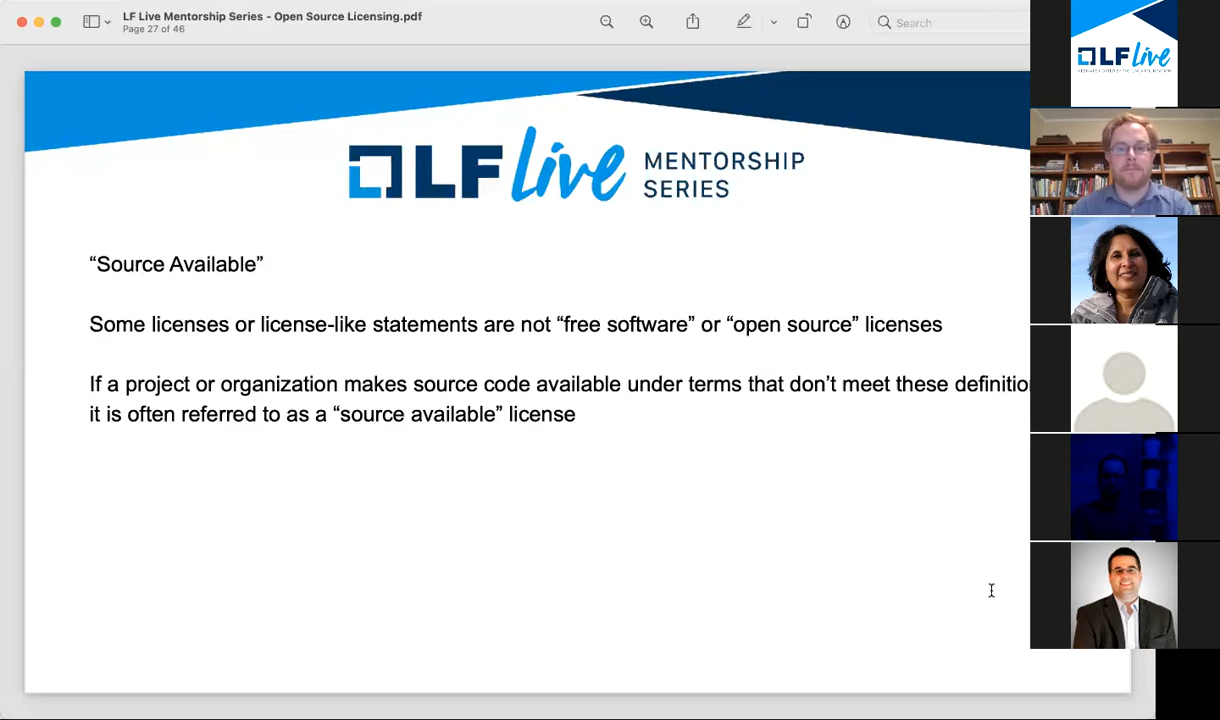 LF Live Mentorship Series - Open Source Licensing.pdf
Page 27 of 46
Search
LF Live MENTORSHIP
SERIES
“Source Available”
Some licenses or license-like statements are not “free software” or “open source” licenses
If a project or organization makes source code available under terms that don’t meet these definitio
it is often referred to as a “source available” license
LF Live